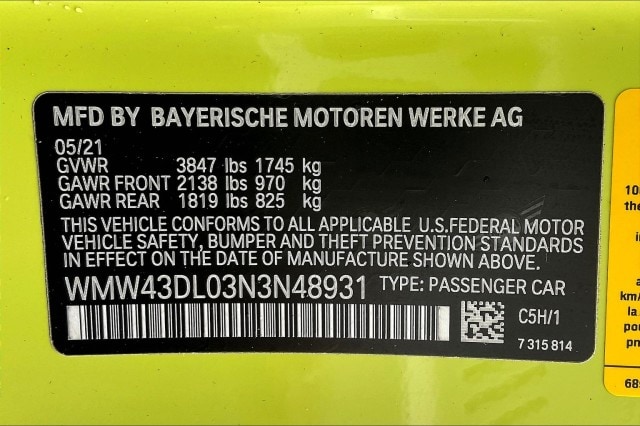 MFD BY BAYERISCHE MOTOREN WERKE AG
05/21
GVWR 3847 lbs 1745 kg
GAWR FRONT 2138 lbs 970 kg
GAWR REAR 1819 lbs 825 kg
THIS VEHICLE CONFORMS TO ALL APPLICABLE U.S.FEDERAL MOTOR
VEHICLE SAFETY, BUMPER AND THEFT PREVENTION STANDARDS
IN EFFECT ON THE DATE OF MANUFACTURE SHOWN ABOVE.
WMW43DL03N3N48931 TYPE: PASSENGER CAR
C5H/1
7 315 814
the
km/
la